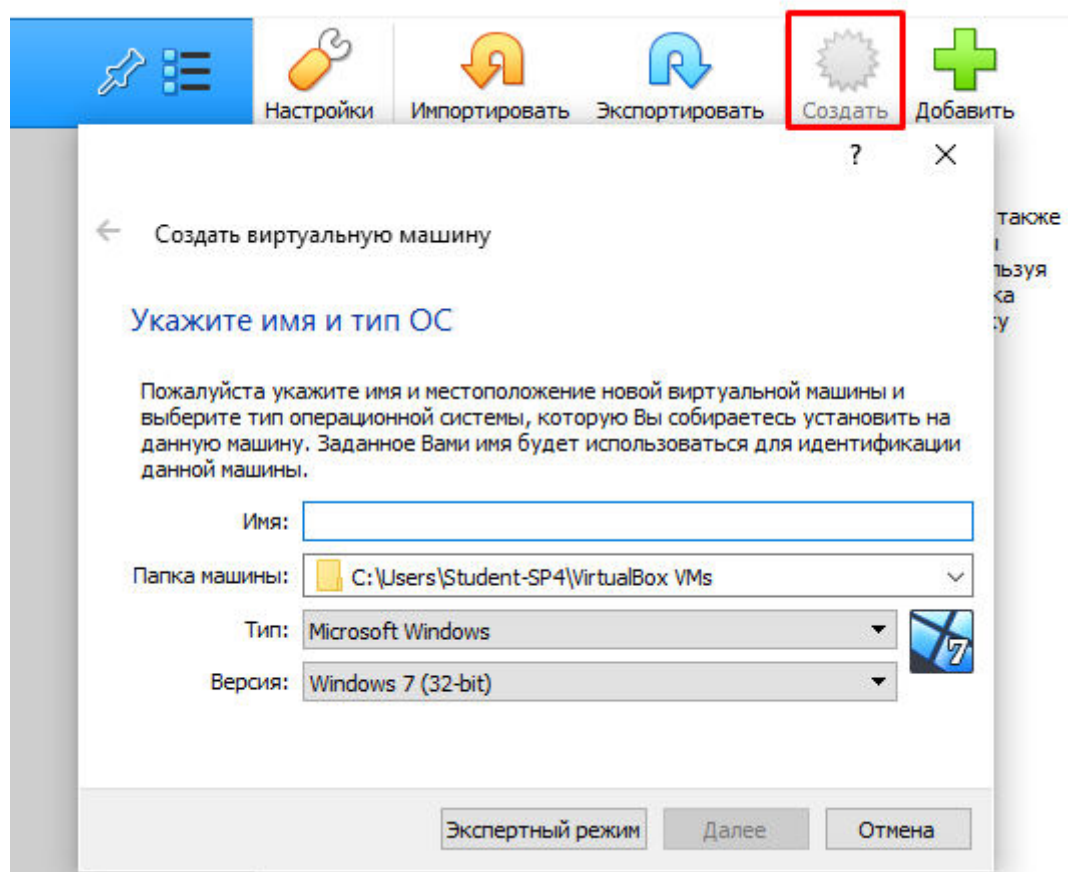 Настройки Импортировать Экспортировать Создать Добавить
?
Создать виртуальную машину
также
Укажите имя и тип ОС
Пожалуйста укажите имя и местоположение новой виртуальной машины и
выберите тип операционной системы, которую Вы собираетесь установить на
данную машину. Заданное Вами имя будет использоваться для идентификации
данной машины.
Имя:
Папка машины: C:\Users\Student-SP4\VirtualBox VMs
Тип: Microsoft Windows
7
Версия: Windows 7 (32-bit)
Экспертный режим Далее Отмена